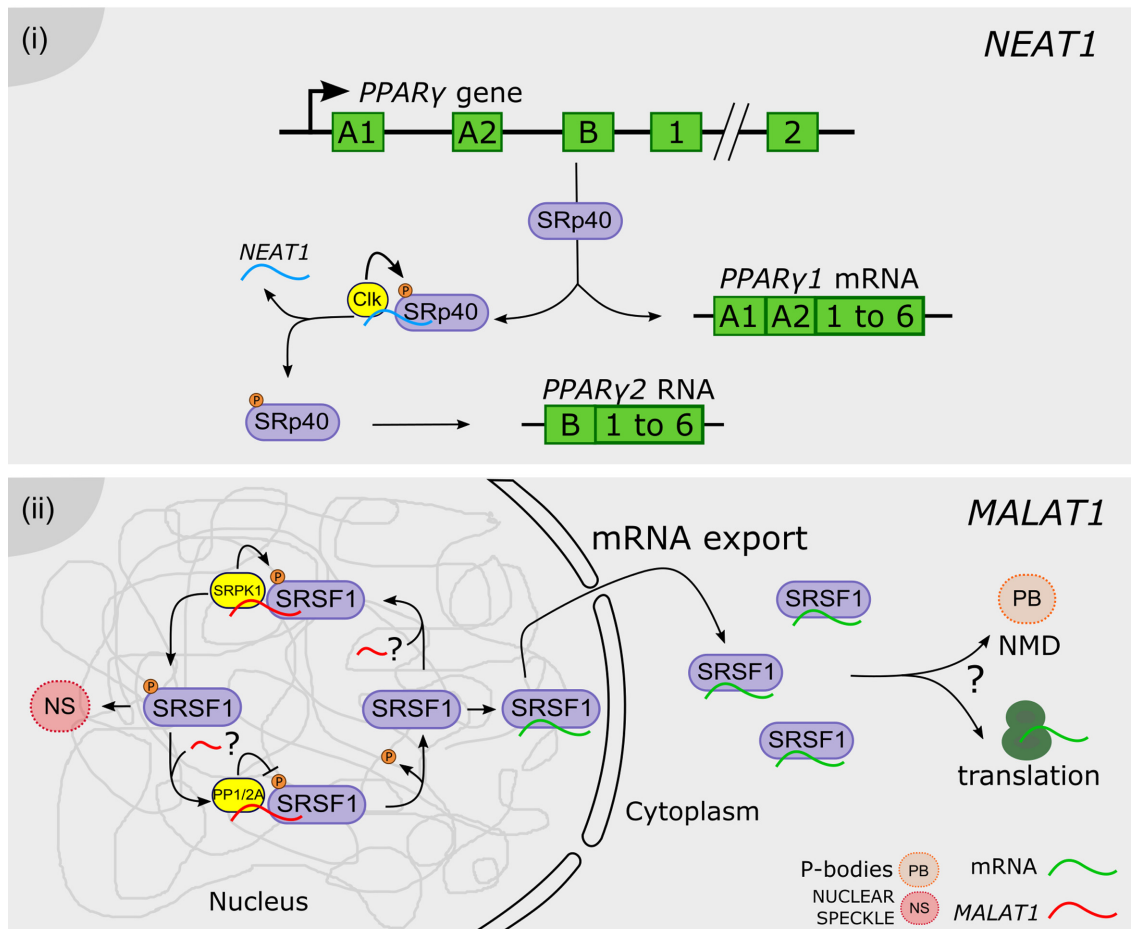 (i)
NEAT1
PPARγ gene
A1 A2 B 1 2
SRp40
NEAT1
Clk
P
SRp40
PPARγ1 mRNA
A1 A2 1 to 6
P
SRp40
PPARγ2 RNA
B 1 to 6
(ii)
MALAT1
mRNA export
SRPK1
P
SRSF1
?
P
SRSF1
NS
SRSF1
SRSF1
?
P
PP1/2A
P
SRSF1
SRSF1
SRSF1
SRSF1
PB
NMD
?
translation
Cytoplasm
Nucleus
P-bodies PB
mRNA
NUCLEAR
SPECKLE NS
MALAT1